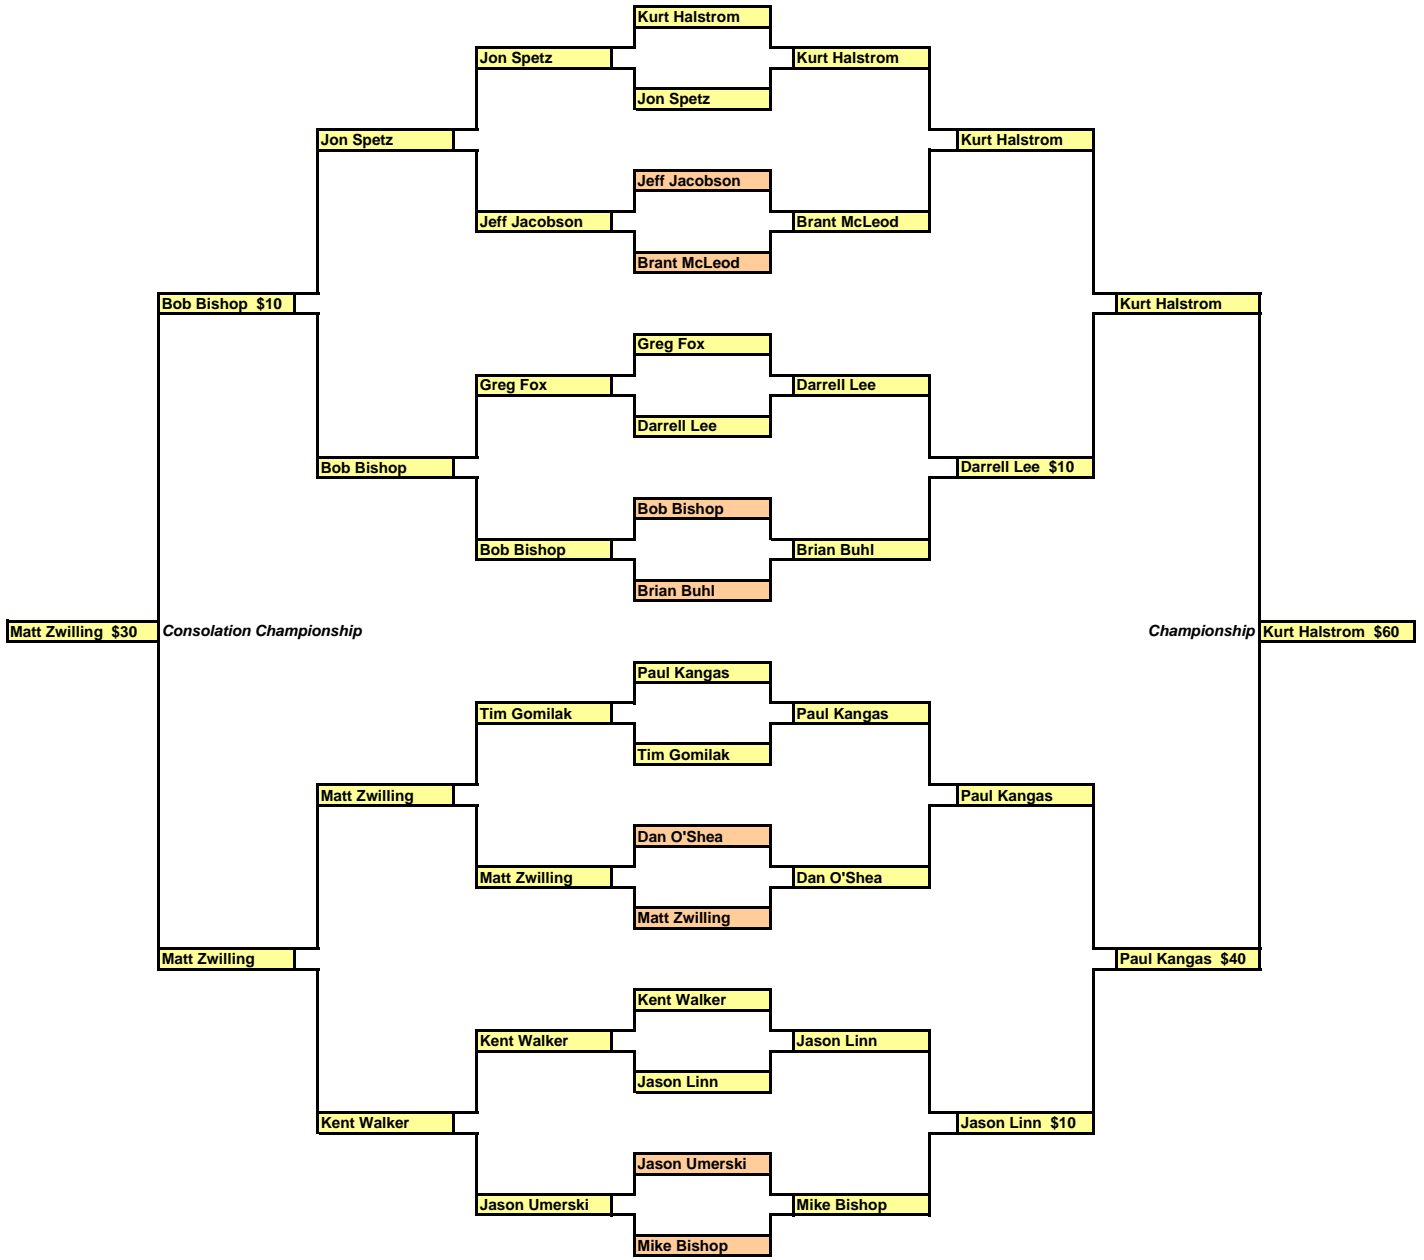 Kurt Halstrom
Jon Spetz
Kurt Halstrom
Jon Spetz
Jon Spetz
Kurt Halstrom
Jeff Jacobson
Jeff Jacobson
Brant McLeod
Brant McLeod
Bob Bishop $10
Kurt Halstrom
Greg Fox
Greg Fox
Darrell Lee
Darrell Lee
Bob Bishop
Darrell Lee $10
Bob Bishop
Bob Bishop
Brian Buhl
Brian Buhl
Matt Zwilling $30
Consolation Championship
Championship
Kurt Halstrom $60
Paul Kangas
Tim Gomilak
Paul Kangas
Tim Gomilak
Matt Zwilling
Paul Kangas
Dan O'Shea
Matt Zwilling
Dan O'Shea
Matt Zwilling
Matt Zwilling
Paul Kangas $40
Kent Walker
Kent Walker
Jason Linn
Jason Linn
Kent Walker
Jason Linn $10
Jason Umerski
Jason Umerski
Mike Bishop
Mike Bishop